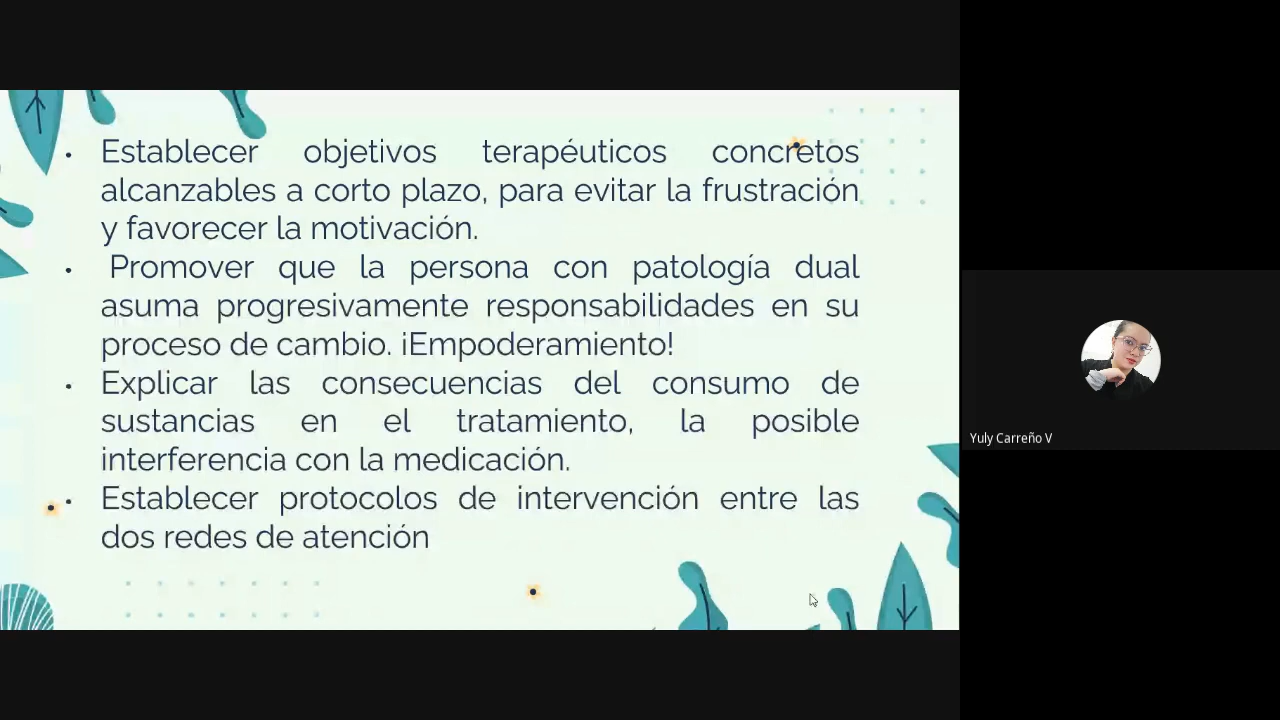 • Establecer objetivos terapéuticos concretos
alcanzables a corto plazo, para evitar la frustración
y favorecer la motivación.
• Promover que la persona con patología dual
asuma progresivamente responsabilidades en su
proceso de cambio. ¡Empoderamiento!
• Explicar las consecuencias del consumo de
sustancias en el tratamiento, la posible
interferencia con la medicación.
• Establecer protocolos de intervención entre las
dos redes de atención
Yuly Carreño V